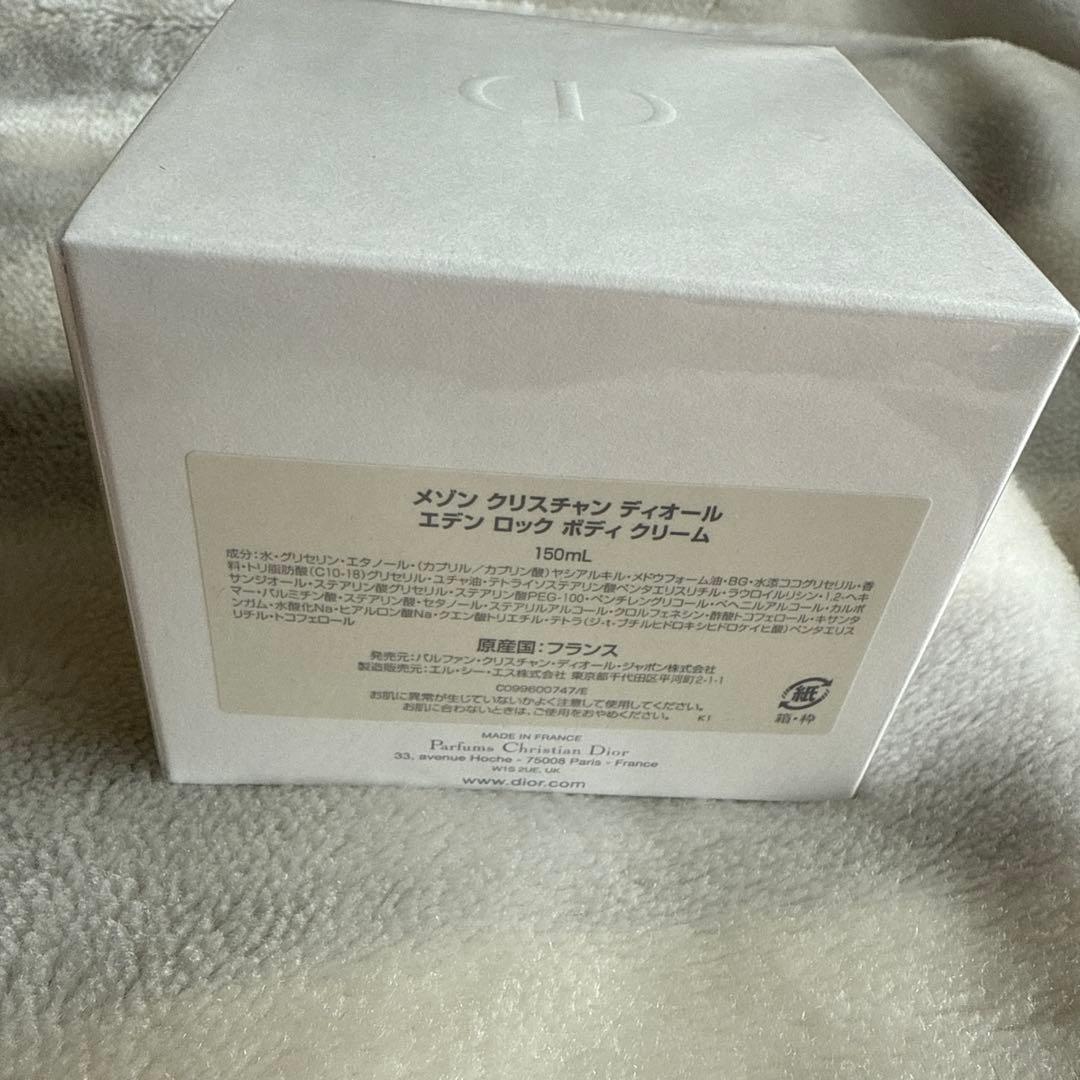 CD
メゾン クリスチャン ディオール
エデン ロック ボディ クリーム
150mL
成分：水・グリセリン・エタノール・(カプリル／カプリン酸)ヤシアルキル・メドウフォーム油・BG・水添ココグリセリル・香
料・トリ脂肪酸(C10-18)グリセリル・ユチャ油・テトライソステアリン酸ペンタエリスリチル・ラウロイルリシン・1,2-ヘキ
サンジオール・ステアリン酸グリセリル・ステアリン酸PEG-100・ペンチレングリコール・ベヘニルアルコール・カルボ
マー・パルミチン酸・ステアリン酸・セタノール・ステアリルアルコール・クロルフェネシン・酢酸トコフェロール・キサンタ
ンガム・水酸化Na・ヒアルロン酸Na・クエン酸トリエチル・テトラ(ジ-t-ブチルヒドロキシヒドロケイヒ酸)ペンタエリス
リチル・トコフェロール
原産国：フランス
発売元：パルファン・クリスチャン・ディオール・ジャポン株式会社
製造販売元：エル・シー・エス株式会社 東京都千代田区平河町2-1-1
C099600747/E
お肌に異常が生じていないかよく注意して使用してください。
お肌に合わないときは、ご使用をおやめください。 K1
紙
箱・枠
MADE IN FRANCE
Parfums Christian Dior
33, avenue Hoche - 75008 Paris - France
W1S 2UE, UK
www.dior.com